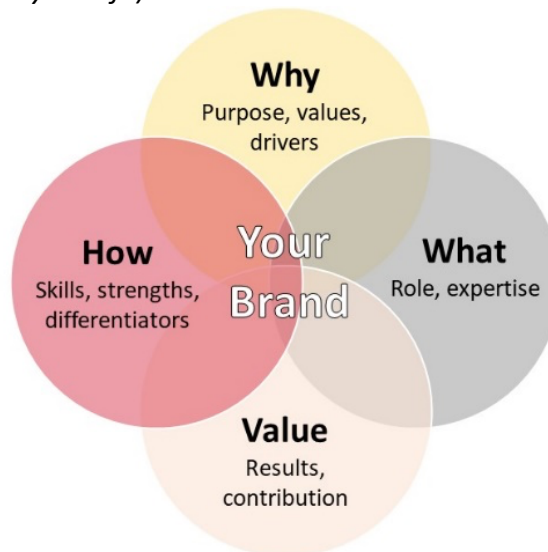 Why
Purpose, values,
drivers
How
Skills, strengths,
differentiators
Your
Brand
What
Role, expertise
Value
Results,
contribution